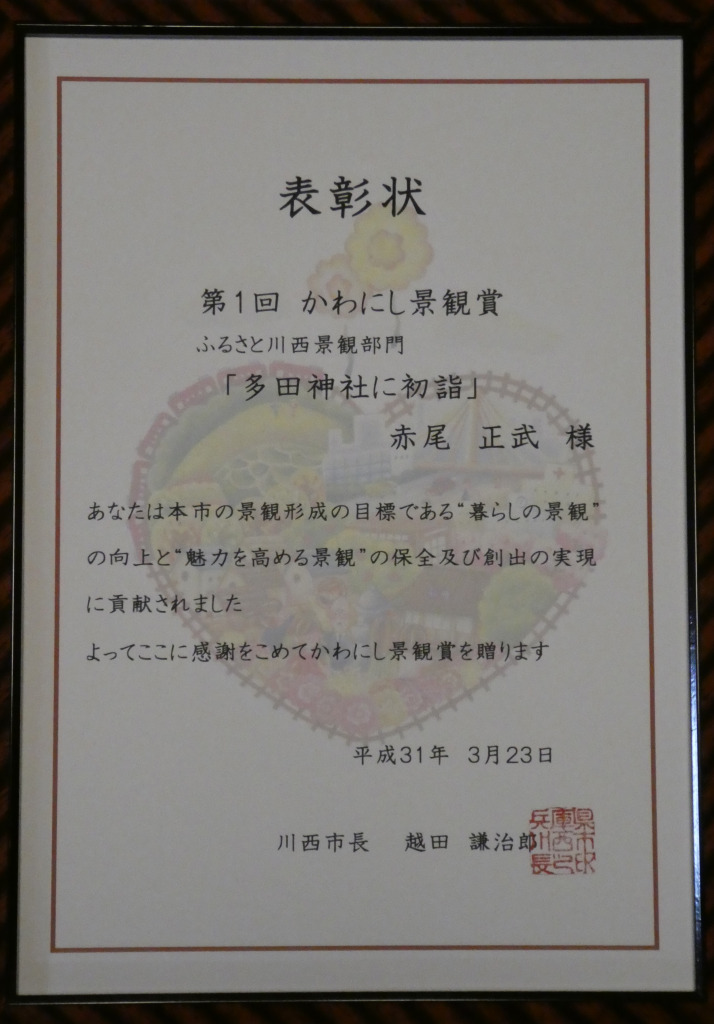 表彰状
第1回 かわにし景観賞
ふるさと川西景観部門
「多田神社に初詣」
赤尾 正武 様
あなたは本市の景観形成の目標である“暮らしの景観”
の向上と“魅力を高める景観”の保全及び創出の実現
に貢献されました
よってここに感謝をこめてかわにし景観賞を贈ります
平成31年 3月23日
川西市長 越田 謙治郎